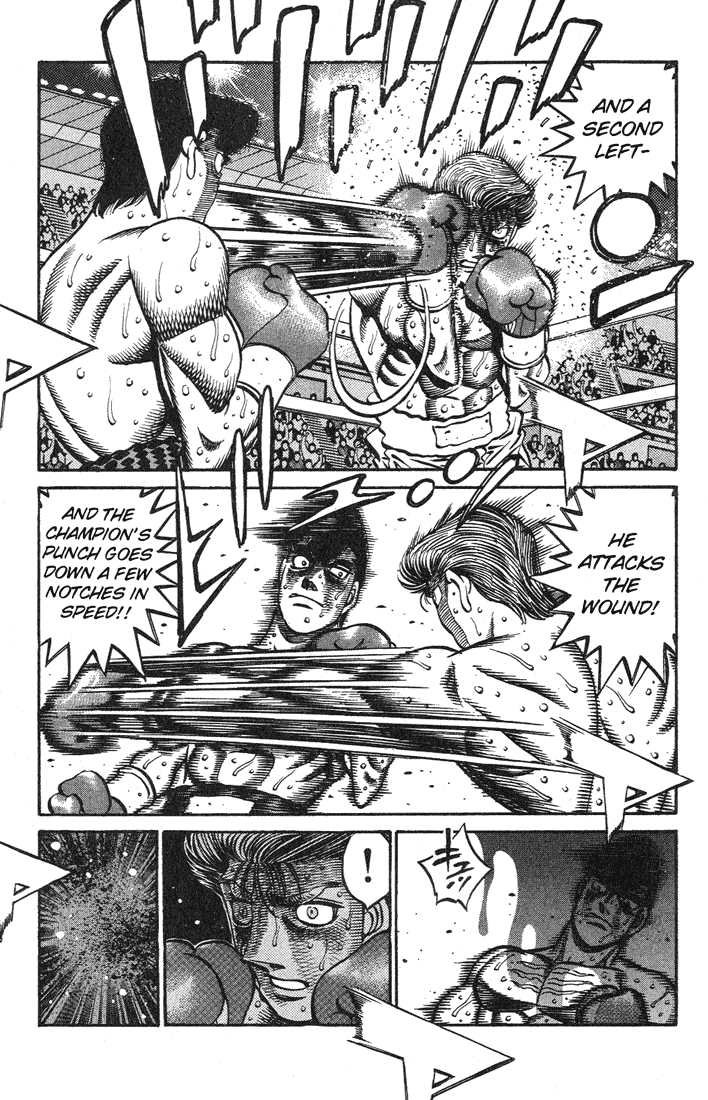 AND A
SECOND
LEFT-
HE
ATTACKS
THE
WOUND!
AND THE
CHAMPION'S
PUNCH GOES
DOWN A FEW
NOTCHES IN
SPEED!!
!